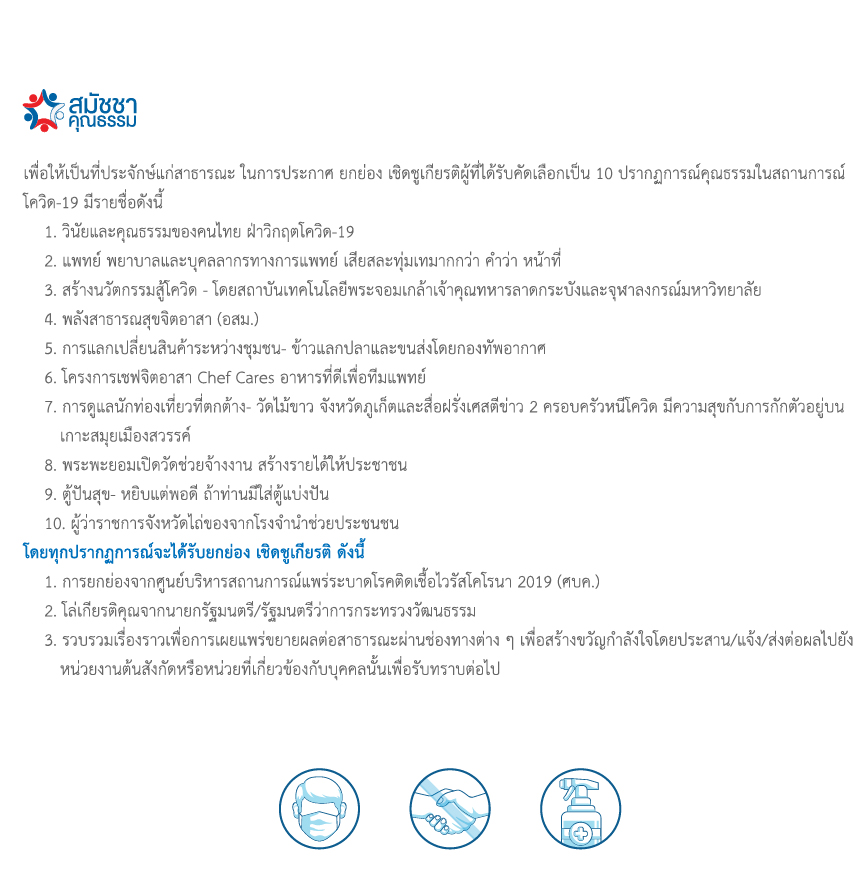 สมัชชา
คุณธรรม
เพื่อให้เป็นที่ประจักษ์แก่สาธารณะ ในการประกาศ ยกย่อง เชิดชูเกียรติผู้ที่ได้รับคัดเลือกเป็น 10 ปรากฏการณ์คุณธรรมในสถานการณ์
โควิด-19 มีรายชื่อดังนี้
1. วินัยและคุณธรรมของคนไทย ฝ่าวิกฤตโควิด-19
2. แพทย์ พยาบาลและบุคลลากรทางการแพทย์ เสียสละทุ่มเทมากกว่า คำว่า หน้าที่
3. สร้างนวัตกรรมสู้โควิด - โดยสถาบันเทคโนโลยีพระจอมเกล้าเจ้าคุณทหารลาดกระบังและจุฬาลงกรณ์มหาวิทยาลัย
4. พลังสาธารณสุขจิตอาสา (อสม.)
5. การแลกเปลี่ยนสินค้าระหว่างชุมชน- ข้าวแลกปลาและขนส่งโดยกองทัพอากาศ
6. โครงการเชฟจิตอาสา Chef Cares อาหารที่ดีเพื่อทีมแพทย์
7. การดูแลนักท่องเที่ยวที่ตกต้าง- วัดไม้ขาว จังหวัดภูเก็ตและสื่อฝรั่งเศสตีข่าว 2 ครอบครัวหนีโควิด มีความสุขกับการกักตัวอยู่บน
เกาะสมุยเมืองสวรรค์
8. พระพะยอมเปิดวัดช่วยจ้างงาน สร้างรายได้ให้ประชาชน
9. ตู้ปันสุข- หยิบแต่พอดี ถ้าท่านมีใส่ตู้แบ่งปัน
10. ผู้ว่าราชการจังหวัดไถ่ของจากโรงจำนำช่วยประชนชน
โดยทุกปรากฏการณ์จะได้รับยกย่อง เชิดชูเกียรติ ดังนี้
1. การยกย่องจากศูนย์บริหารสถานการณ์แพร่ระบาดโรคติดเชื้อไวรัสโคโรนา 2019 (ศบค.)
2. โล่เกียรติคุณจากนายกรัฐมนตรี/รัฐมนตรีว่าการกระทรวงวัฒนธรรม
3. รวบรวมเรื่องราวเพื่อการเผยแพร่ขยายผลต่อสาธารณะผ่านช่องทางต่าง ๆ เพื่อสร้างขวัญกำลังใจโดยประสาน/แจ้ง/ส่งต่อผลไปยัง
หน่วยงานต้นสังกัดหรือหน่วยที่เกี่ยวข้องกับบุคคลนั้นเพื่อรับทราบต่อไป